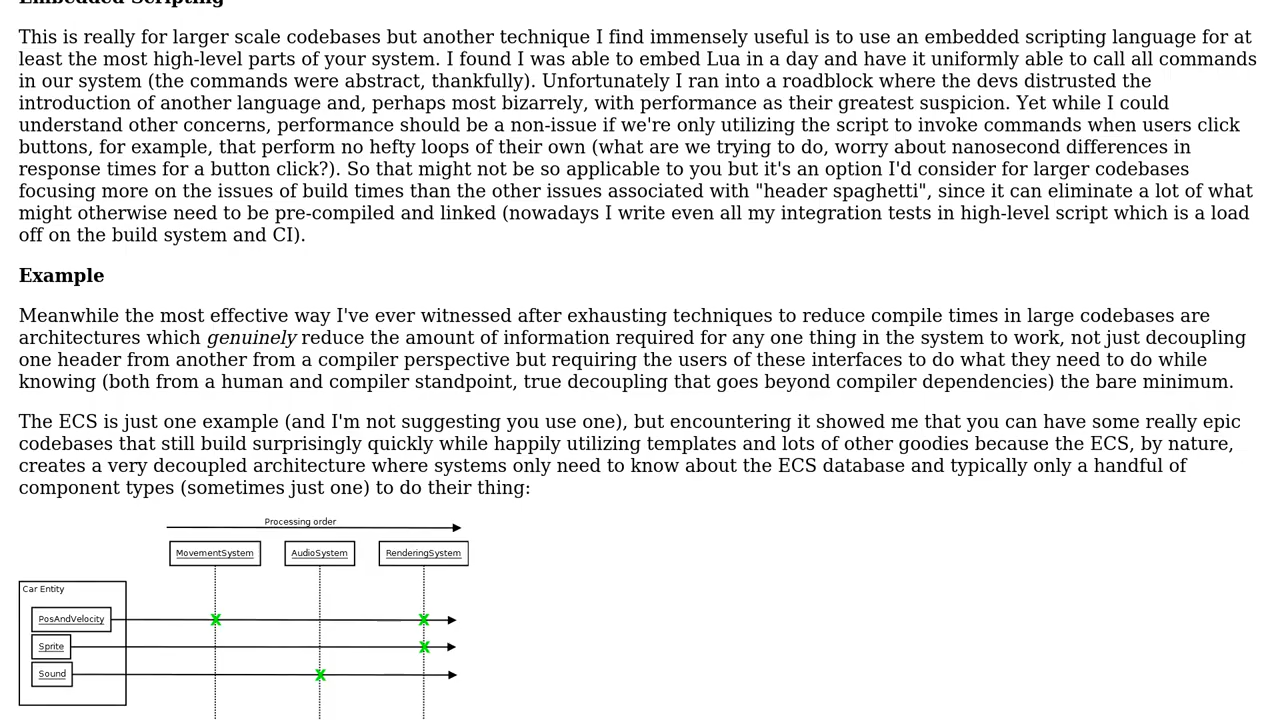 Embedded Scripting
This is really for larger scale codebases but another technique I find immensely useful is to use an embedded scripting language for at
least the most high-level parts of your system. I found I was able to embed Lua in a day and have it uniformly able to call all commands
in our system (the commands were abstract, thankfully). Unfortunately I ran into a roadblock where the devs distrusted the
introduction of another language and, perhaps most bizarrely, with performance as their greatest suspicion. Yet while I could
understand other concerns, performance should be a non-issue if we're only utilizing the script to invoke commands when users click
buttons, for example, that perform no hefty loops of their own (what are we trying to do, worry about nanosecond differences in
response times for a button click?). So that might not be so applicable to you but it's an option I'd consider for larger codebases
focusing more on the issues of build times than the other issues associated with "header spaghetti", since it can eliminate a lot of what
might otherwise need to be pre-compiled and linked (nowadays I write even all my integration tests in high-level script which is a load
off on the build system and CI).
Example
Meanwhile the most effective way I've ever witnessed after exhausting techniques to reduce compile times in large codebases are
architectures which genuinely reduce the amount of information required for any one thing in the system to work, not just decoupling
one header from another from a compiler perspective but requiring the users of these interfaces to do what they need to do while
knowing (both from a human and compiler standpoint, true decoupling that goes beyond compiler dependencies) the bare minimum.
The ECS is just one example (and I'm not suggesting you use one), but encountering it showed me that you can have some really epic
codebases that still build surprisingly quickly while happily utilizing templates and lots of other goodies because the ECS, by nature,
creates a very decoupled architecture where systems only need to know about the ECS database and typically only a handful of
component types (sometimes just one) to do their thing:
Processing order
MovementSystem AudioSystem RenderingSystem
Car Entity
PosAndVelocity
Sprite
Sound